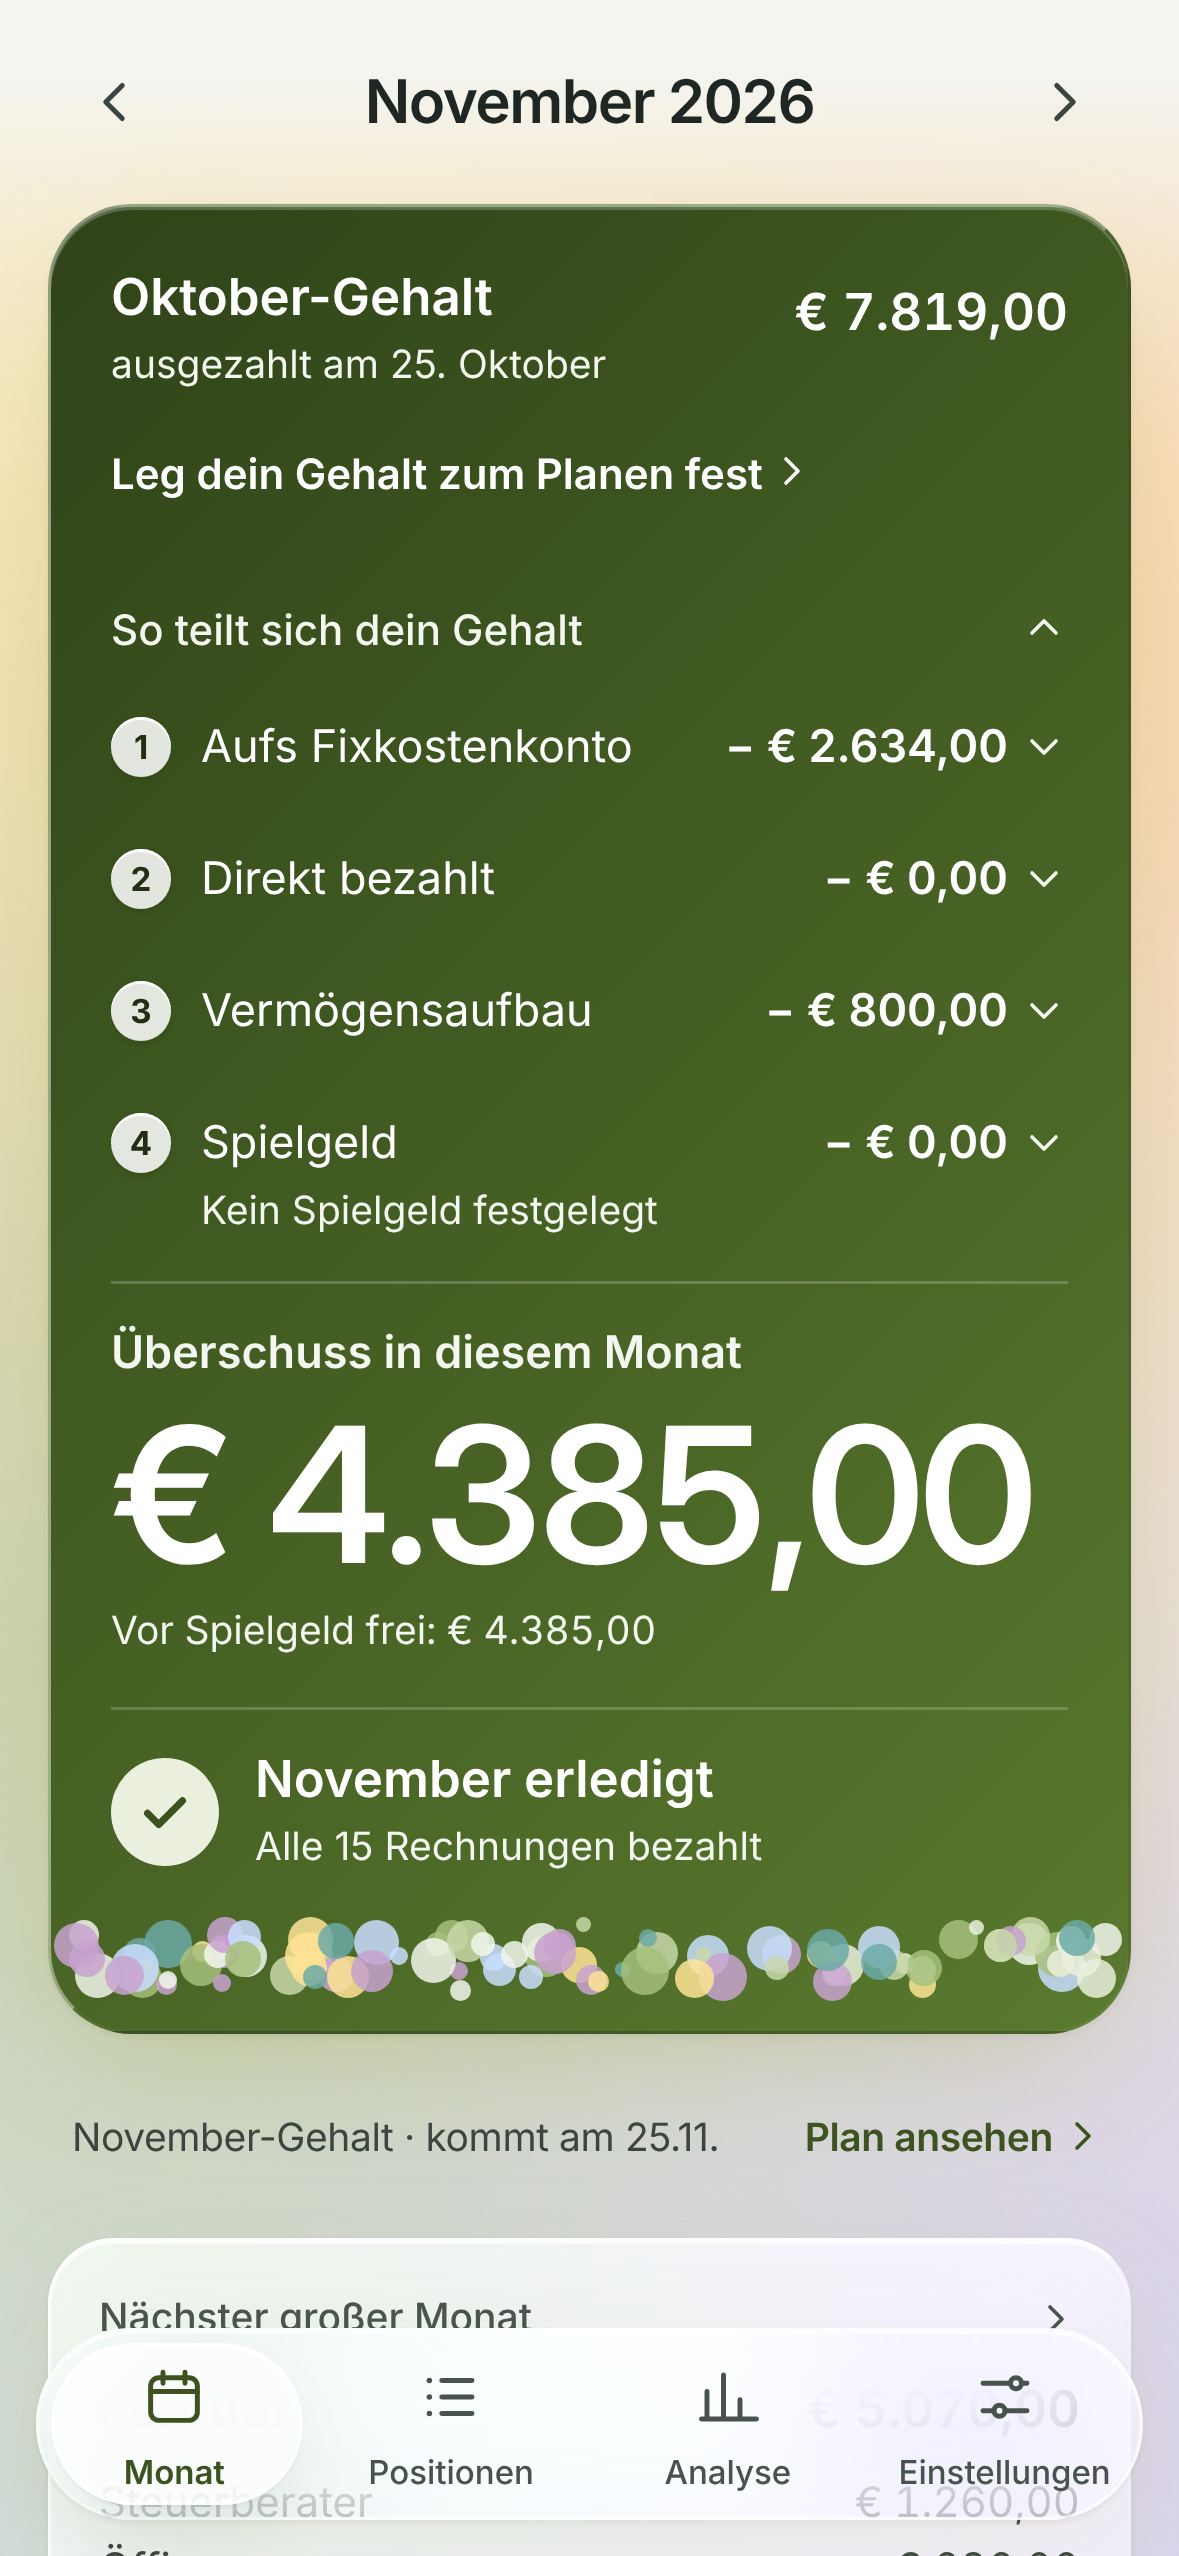 November 2026
Oktober-Gehalt
€ 7.819,00
ausgezahlt am 25. Oktober
Leg dein Gehalt zum Planen fest
So teilt sich dein Gehalt
1 Aufs Fixkostenkonto – € 2.634,00
2 Direkt bezahlt – € 0,00
3 Vermögensaufbau – € 800,00
4 Spielgeld – € 0,00
Kein Spielgeld festgelegt
Überschuss in diesem Monat
€ 4.385,00
Vor Spielgeld frei: € 4.385,00
November erledigt
Alle 15 Rechnungen bezahlt
November-Gehalt · kommt am 25.11. Plan ansehen
Nächster großer Monat
€ 5.070,00
Monat Positionen Analyse Einstellungen
Steuerberater € 1.260,00